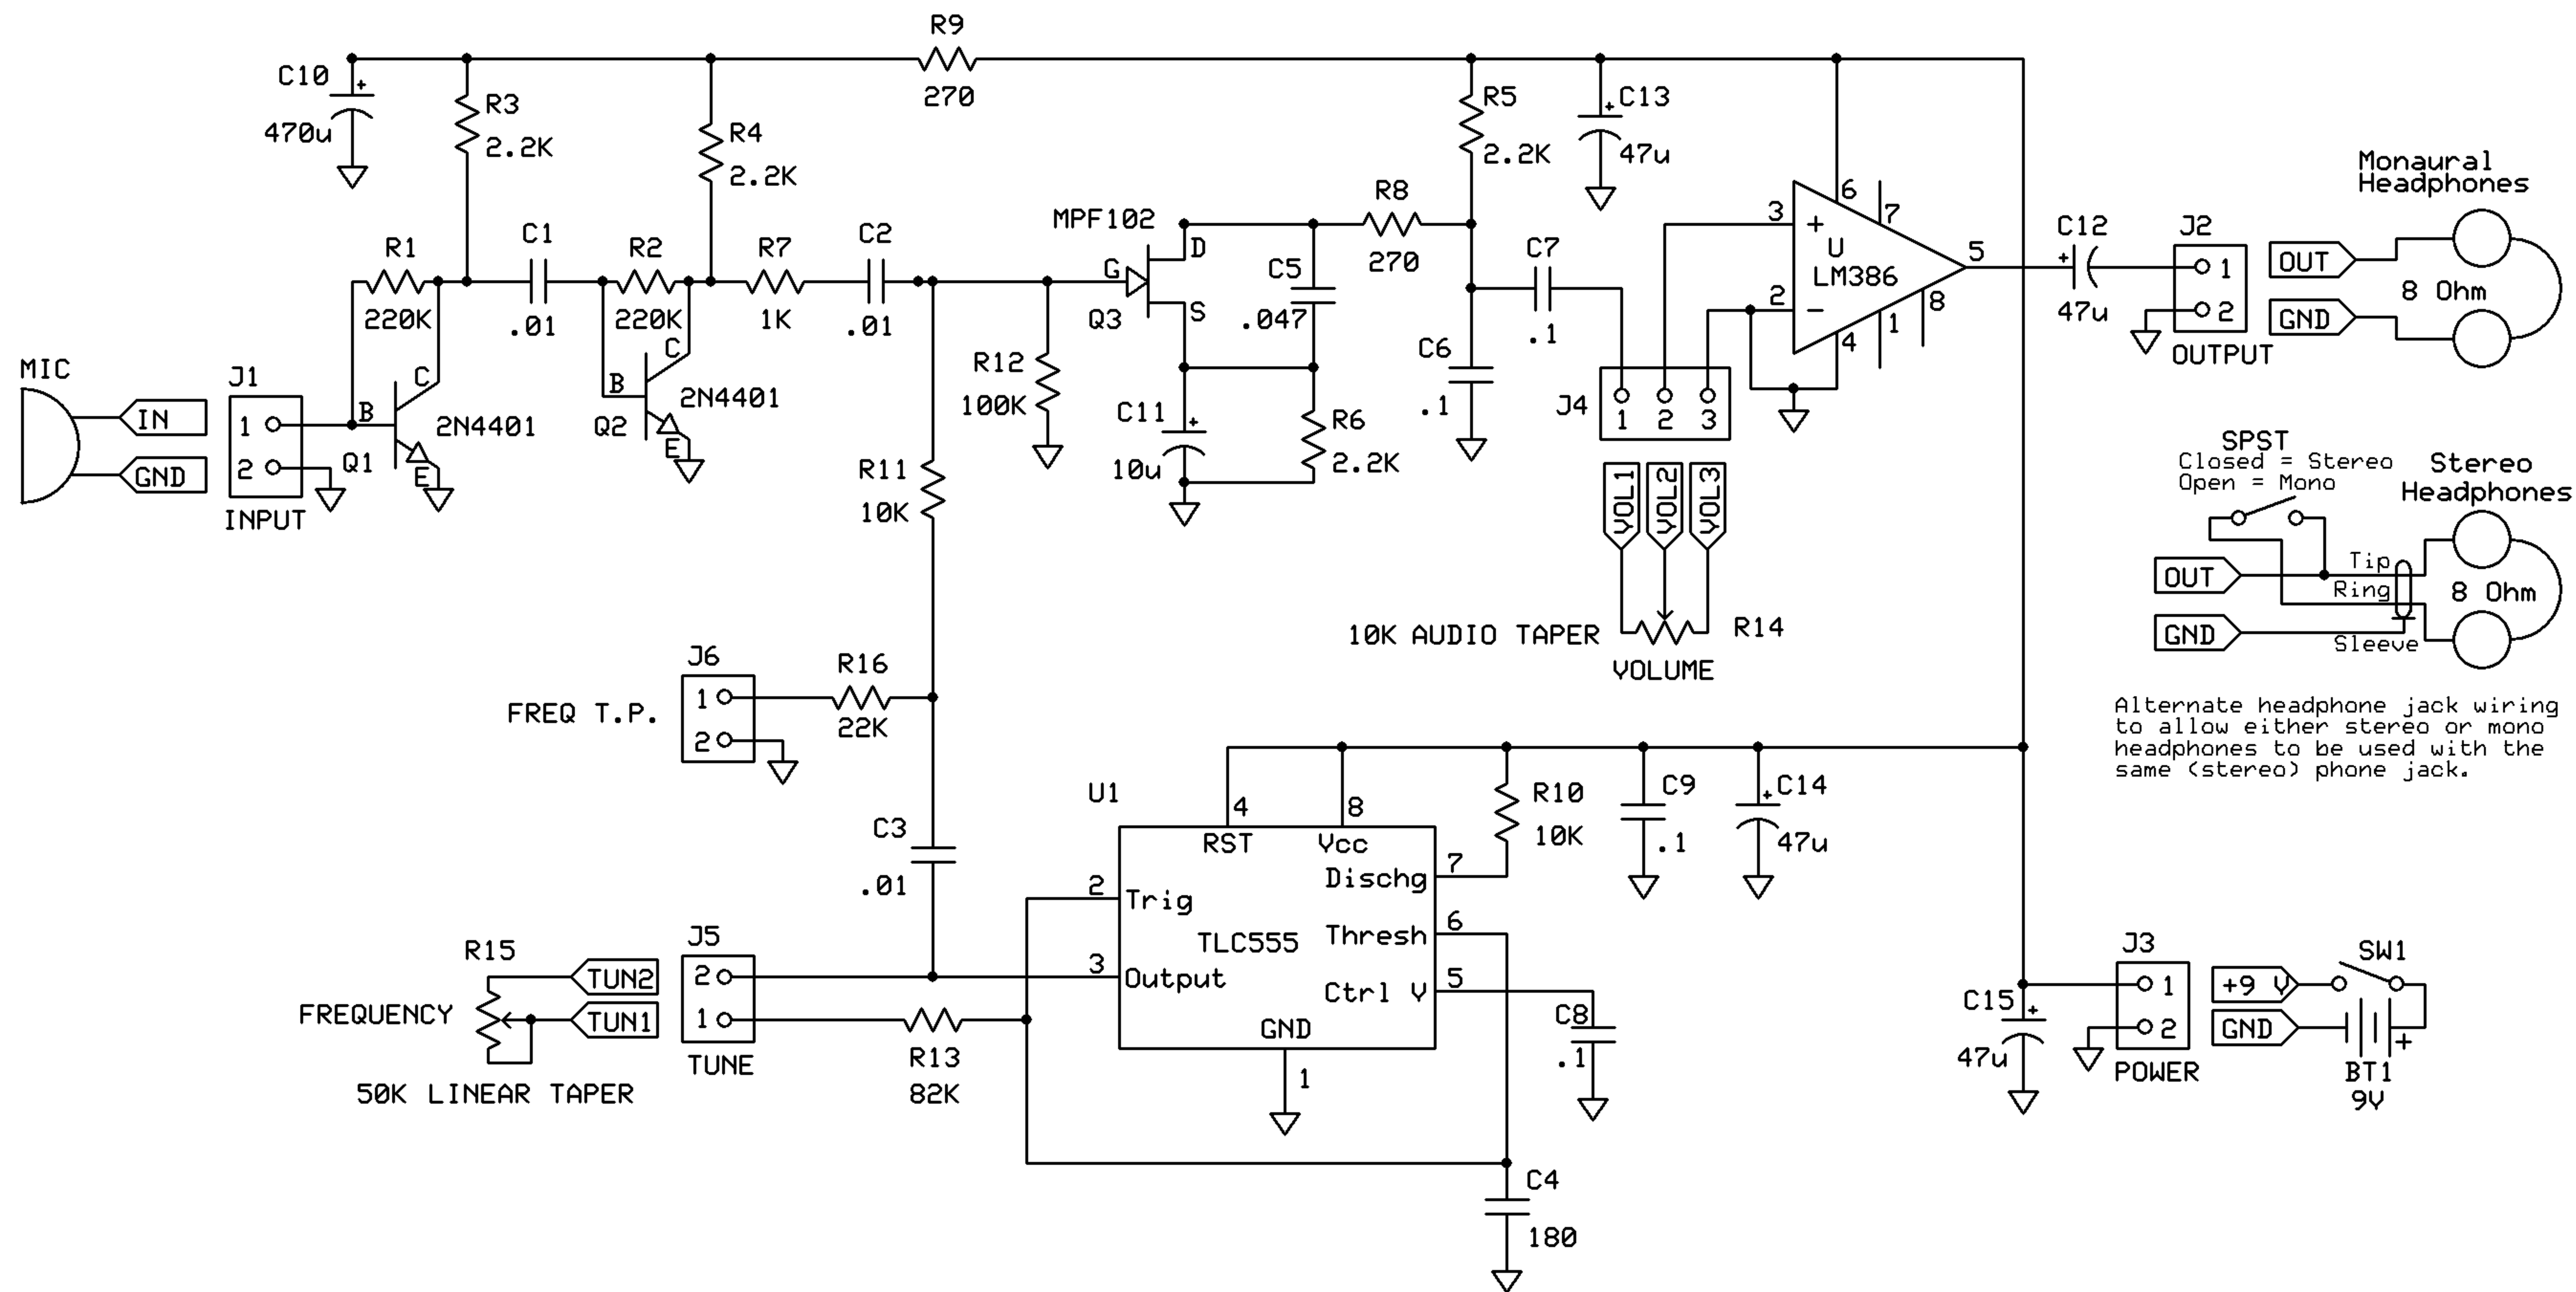 R9
270
C10
+
470u
R3
2.2K
R4
2.2K
R5
2.2K
+
C13
47u
R1
220K
C1
.01
R2
220K
R7
1K
C2
.01
MPF102
G
D
S
Q3
C5
.047
R8
270
C7
.1
C6
.1
R12
100K
C11
+
10u
R6
2.2K
3
+
U
LM386
2
-
6
7
5
4
1
8
C12
+
47u
J2
1
2
OUTPUT
OUT
GND
Monaural
Headphones
8 Ohm
MIC
IN
GND
J1
1
2
INPUT
B
C
E
Q1
2N4401
B
C
E
Q2
2N4401
J4
1 2 3
VOL1
VOL2
VOL3
10K AUDIO TAPER
R14
VOLUME
SPST
Closed = Stereo
Open = Mono
Stereo
Headphones
OUT
GND
Tip
Ring
Sleeve
8 Ohm
Alternate headphone jack wiring
to allow either stereo or mono
headphones to be used with the
same (stereo) phone jack.
R11
10K
J6
FREQ T.P.
1
2
R16
22K
C3
.01
U1
4
8
RST
Vcc
Dischg
7
2
Trig
TLC555
Thresh
6
3
Output
Ctrl V
5
GND
1
R10
10K
C9
.1
+
C14
47u
C8
.1
C4
180
R15
FREQUENCY
50K LINEAR TAPER
TUN2
TUN1
J5
2
1
TUNE
R13
82K
C15
+
47u
J3
1
2
POWER
+9 V
GND
SW1
+
BT1
9V